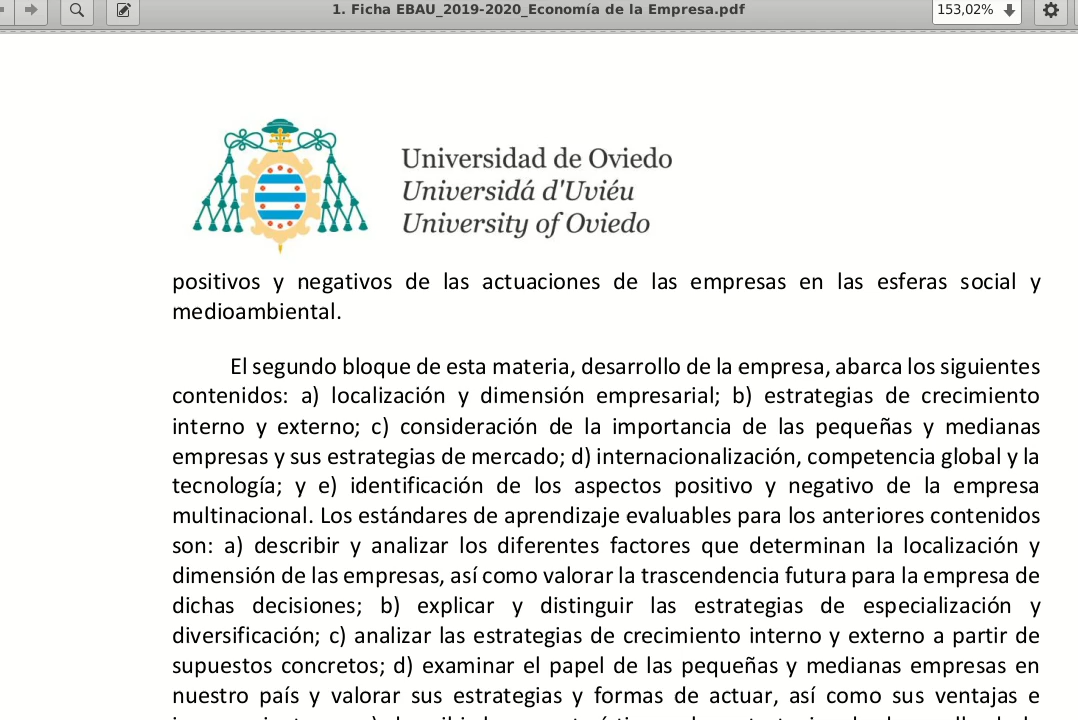 1. Ficha EBAU_2019-2020_Economía de la Empresa.pdf
153,02%
Universidad de Oviedo
Universidá d'Uviéu
University of Oviedo
positivos y negativos de las actuaciones de las empresas en las esferas social y
medioambiental.
El segundo bloque de esta materia, desarrollo de la empresa, abarca los siguientes
contenidos: a) localización y dimensión empresarial; b) estrategias de crecimiento
interno y externo; c) consideración de la importancia de las pequeñas y medianas
empresas y sus estrategias de mercado; d) internacionalización, competencia global y la
tecnología; y e) identificación de los aspectos positivo y negativo de la empresa
multinacional. Los estándares de aprendizaje evaluables para los anteriores contenidos
son: a) describir y analizar los diferentes factores que determinan la localización y
dimensión de las empresas, así como valorar la trascendencia futura para la empresa de
dichas decisiones; b) explicar y distinguir las estrategias de especialización y
diversificación; c) analizar las estrategias de crecimiento interno y externo a partir de
supuestos concretos; d) examinar el papel de las pequeñas y medianas empresas en
nuestro país y valorar sus estrategias y formas de actuar, así como sus ventajas e